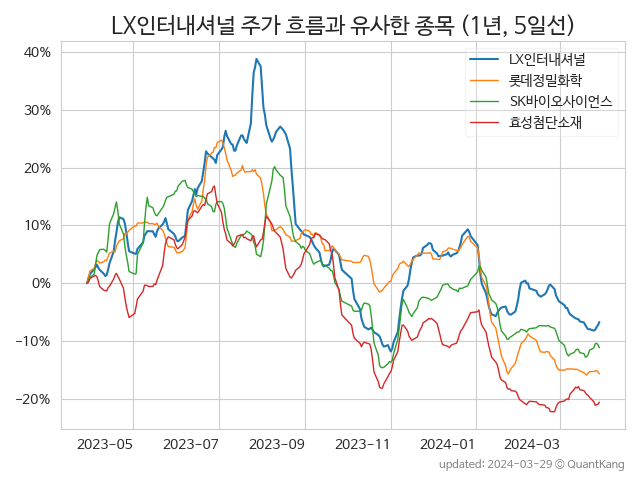 LX인터내셔널 주가 흐름과 유사한 종목 (1년, 5일선)
40%
30%
20%
10%
0%
−10%
−20%
LX인터내셔널
롯데정밀화학
SK바이오사이언스
효성첨단소재
2023-05 2023-07 2023-09 2023-11 2024-01 2024-03
updated: 2024-03-29 © QuantKang